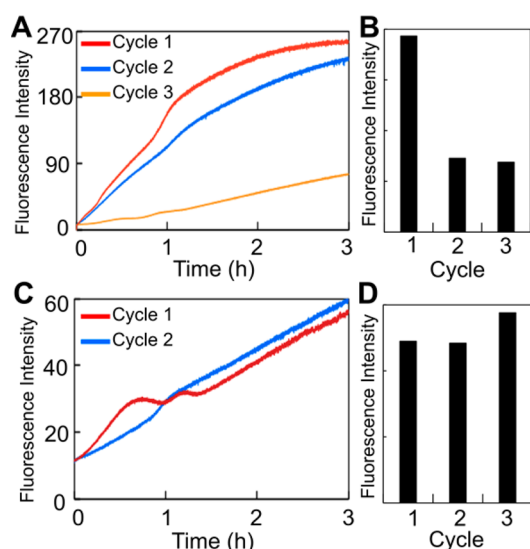 A
B
270
180
90
0
Fluorescence Intensity
Cycle 1
Cycle 2
Cycle 3
0 1 2 3
Time (h)
Fluorescence Intensity
1 2 3
Cycle
C
D
60
40
20
0
Fluorescence Intensity
Cycle 1
Cycle 2
0 1 2 3
Time (h)
Fluorescence Intensity
1 2 3
Cycle